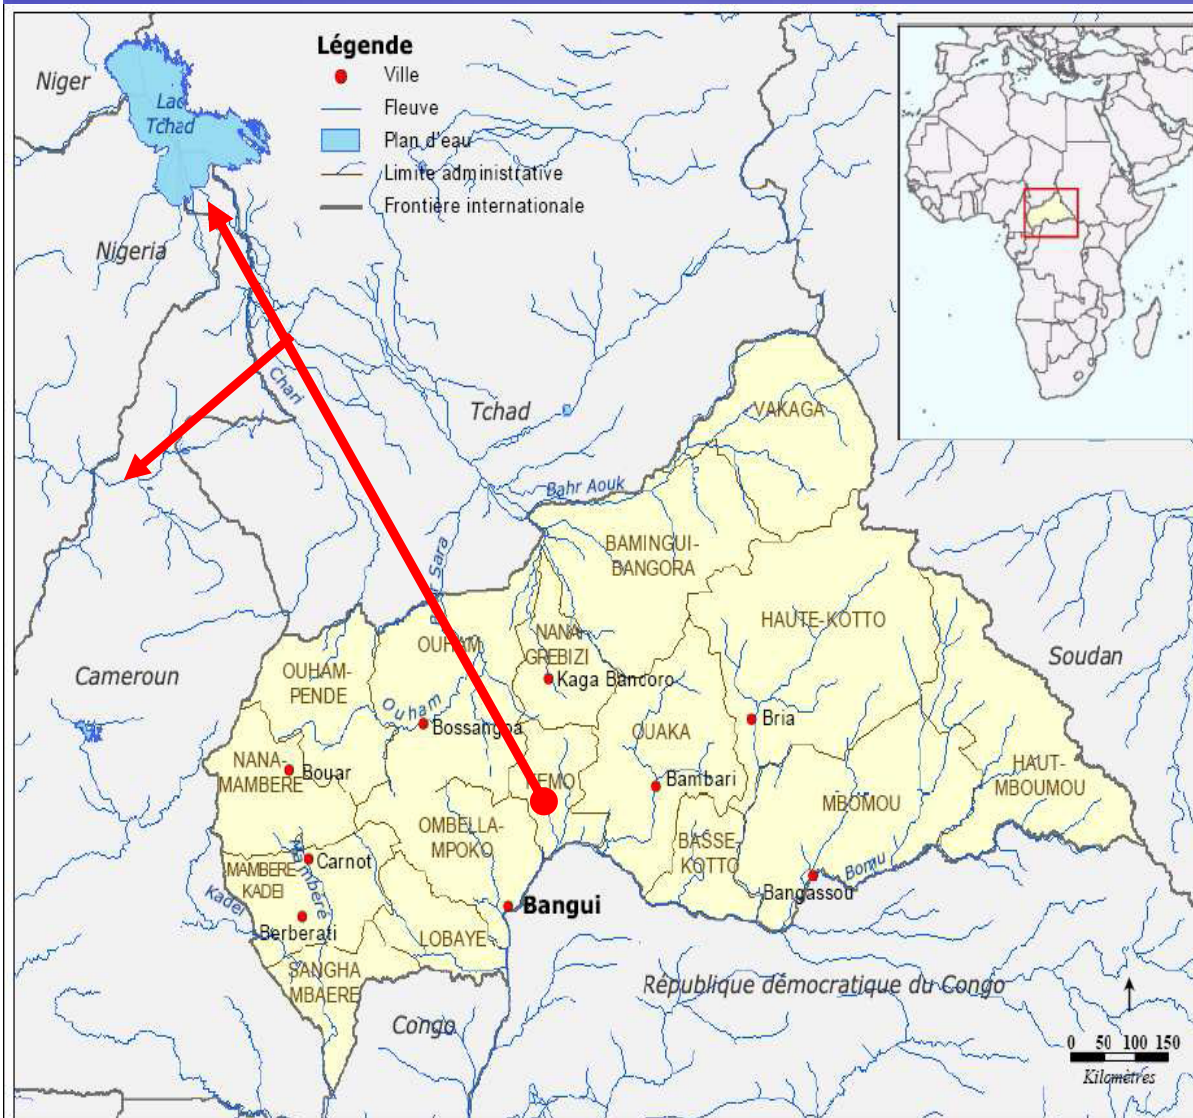 Légende
Ville
Fleuve
Plan d'eau
Limite administrative
Frontière internationale
Niger
Lac
Tchad
Nigeria
Chari
Tchad
VAKAGA
Bahr Aouk
BAMINGUI-
BANGORA
Sara
HAUTE-KOTTO
Soudan
Cameroun
OUHAM-
PENDE
OUHAM
NANA-
GREBIZI
Kaga Bancoro
Ouham
Bossangoa
OUAKA
Bria
NANA-
MAMBERE
Bouar
KEMO
Bambari
HAUT-
MBOUMOU
MBOMOU
OMBELLA-
MPOKO
BASSE-
KOTTO
Carnot
MAMBERE-
KADEI
Mambéré
Kadei
Berberati
Bangui
Bangassou
Bomu
LOBAYE
SANGHA
MBAERE
République démocratique du Congo
Congo
0 50 100 150
Kilomètres